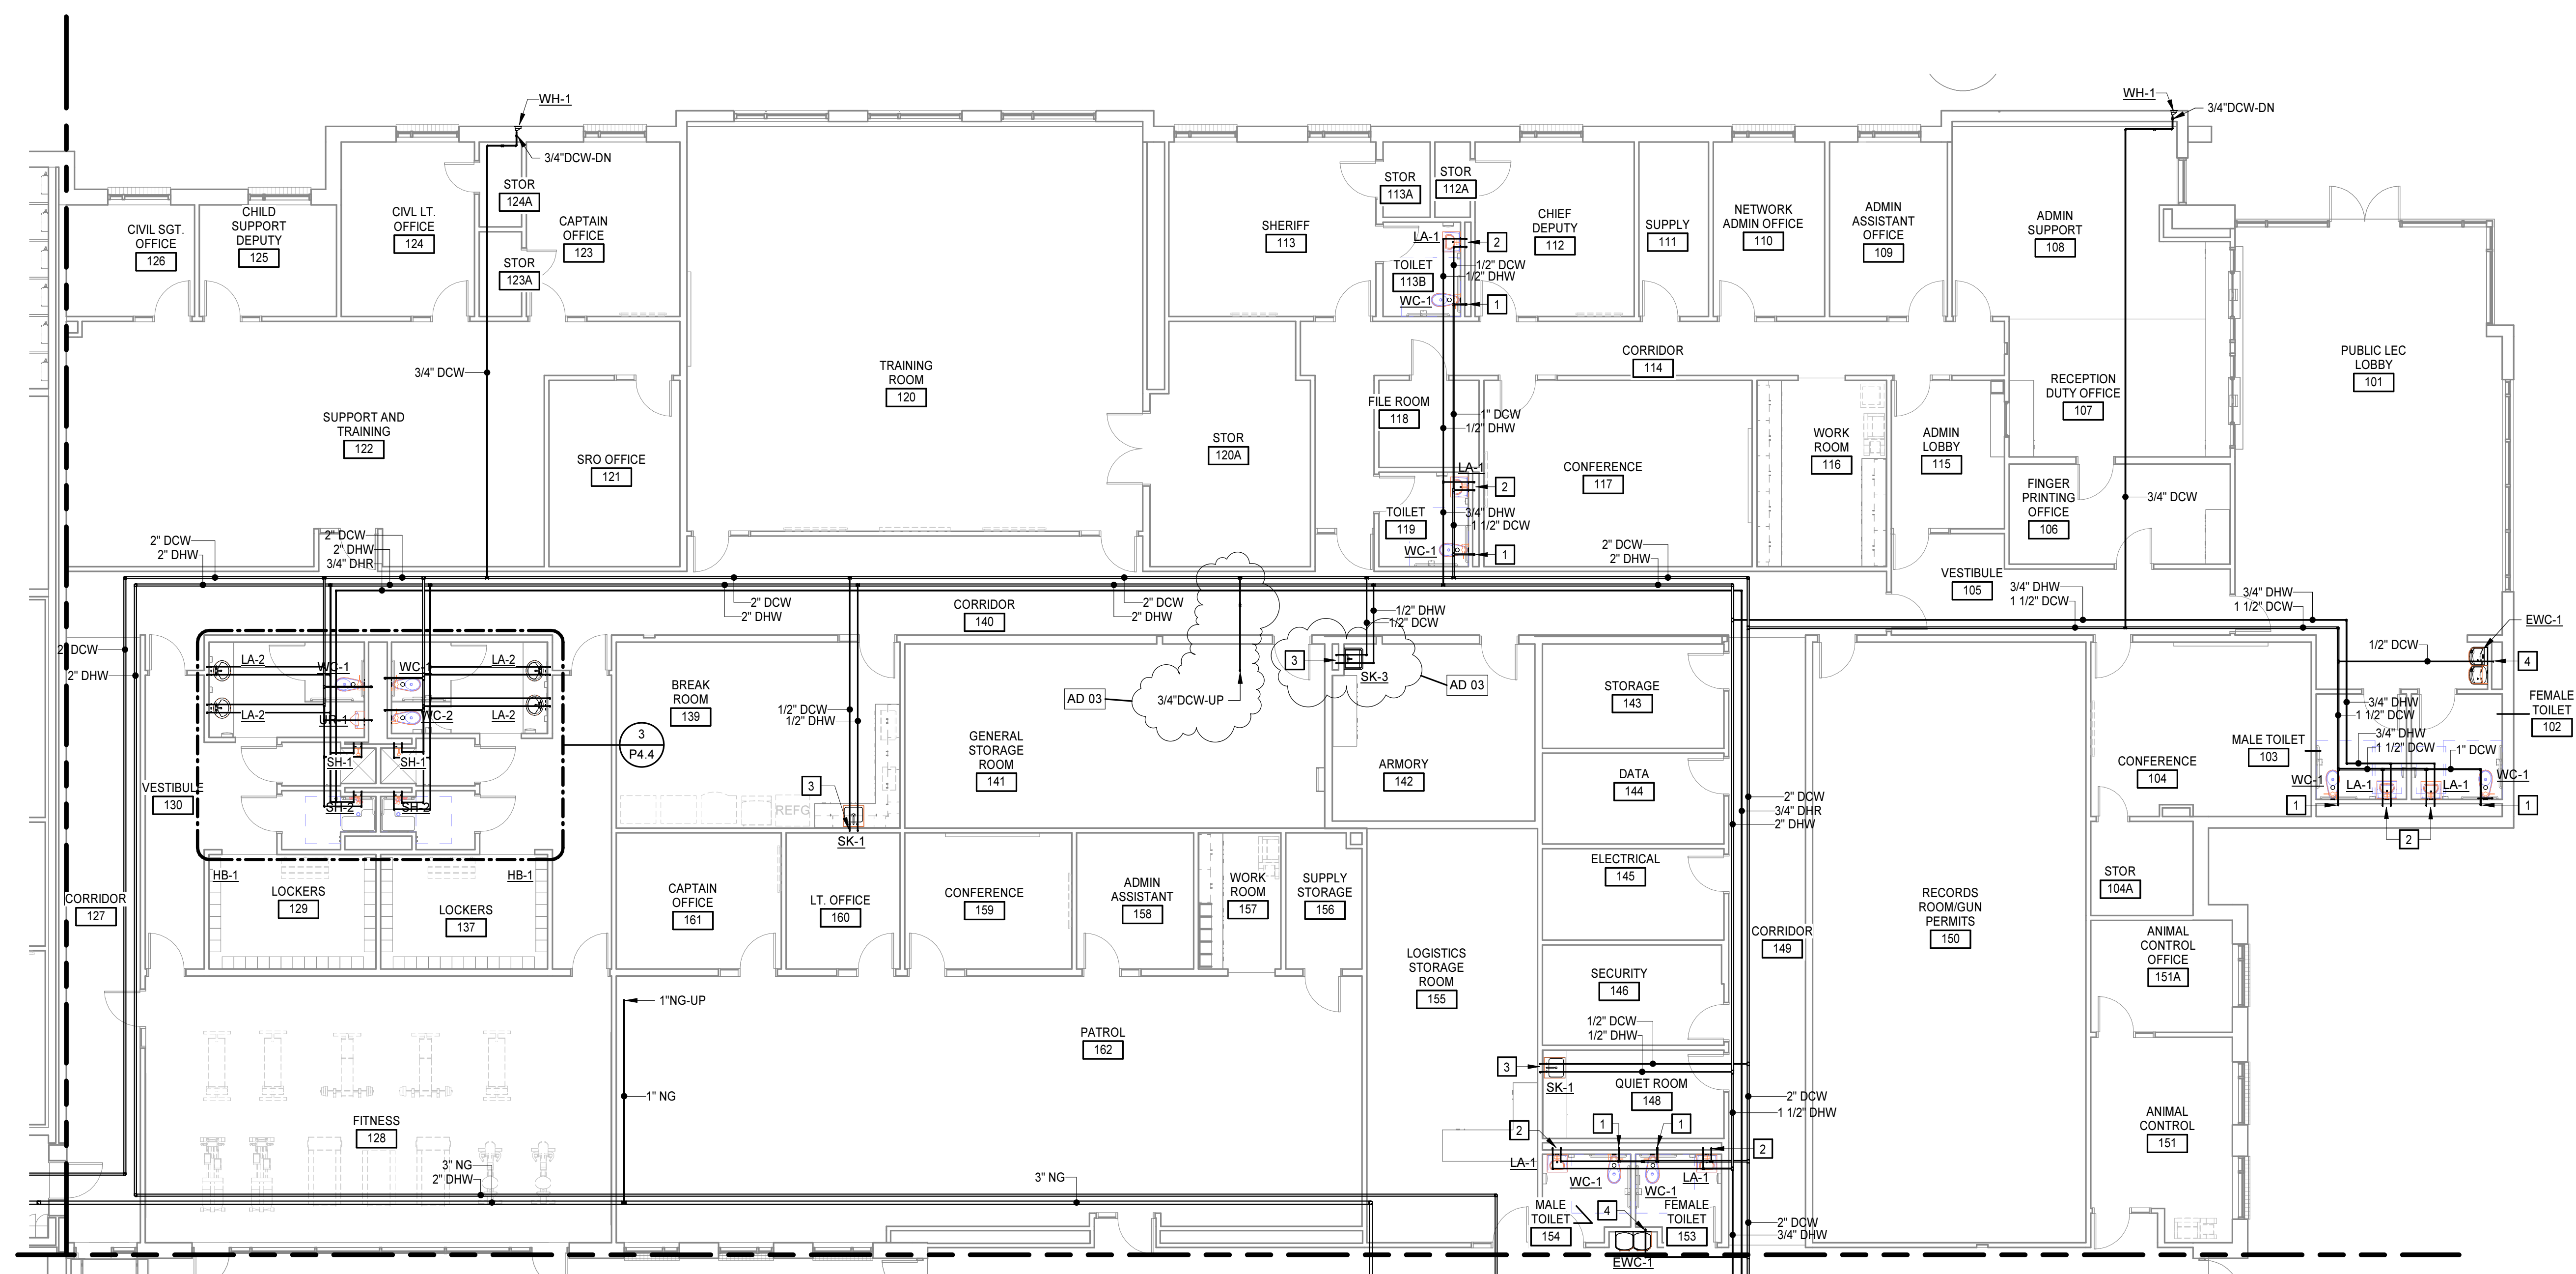 WH-1
3/4"DCW-DN
WH-1
3/4"DCW-DN
STOR
124A
STOR
123A
CIVIL SGT.
OFFICE
126
CHILD
SUPPORT
DEPUTY
125
CIVL LT.
OFFICE
124
CAPTAIN
OFFICE
123
SHERIFF
113
STOR
113A
STOR
112A
LA-1
2
TOILET
113B
1/2" DCW
1/2" DHW
WC-1
1
CHIEF
DEPUTY
112
SUPPLY
111
NETWORK
ADMIN OFFICE
110
ADMIN
ASSISTANT
OFFICE
109
ADMIN
SUPPORT
108
PUBLIC LEC
LOBBY
101
3/4" DCW
SUPPORT AND
TRAINING
122
SRO OFFICE
121
TRAINING
ROOM
120
STOR
120A
CORRIDOR
114
FILE ROOM
118
1" DCW
1/2" DHW
LA-1
2
TOILET
119
3/4" DHW
1 1/2" DCW
WC-1
1
CONFERENCE
117
WORK
ROOM
116
ADMIN
LOBBY
115
RECEPTION
DUTY OFFICE
107
FINGER
PRINTING
OFFICE
106
3/4" DCW
2" DCW
2" DHW
2" DCW
2" DHW
3/4" DHR
2" DCW
2" DHW
VESTIBULE
105
3/4" DHW
1 1/2" DCW
3/4" DHW
1 1/2" DCW
2" DCW
2" DHW
CORRIDOR
140
2" DCW
2" DHW
1/2" DHW
1/2" DCW
EWC-1
4
1/2" DCW
2" DCW
2" DHW
LA-2
WC-1
WC-1
LA-2
LA-2
UR-1
WC-2
LA-2
SH-1
SH-1
SH-2
SH-2
3
P4.4
BREAK
ROOM
139
1/2" DCW
1/2" DHW
3
REFG
SK-1
GENERAL
STORAGE
ROOM
141
AD 03
3/4"DCW-UP
3
SK-3
AD 03
ARMORY
142
STORAGE
143
DATA
144
2" DCW
3/4" DHR
2" DHW
ELECTRICAL
145
SECURITY
146
CONFERENCE
104
MALE TOILET
103
FEMALE
TOILET
102
3/4" DHW
1 1/2" DCW
3/4" DHW
1 1/2" DCW
1" DCW
WC-1
LA-1
LA-1
WC-1
1
1
2
VESTIBULE
130
HB-1
HB-1
LOCKERS
129
LOCKERS
137
CORRIDOR
127
CAPTAIN
OFFICE
161
LT. OFFICE
160
CONFERENCE
159
ADMIN
ASSISTANT
158
WORK
ROOM
157
SUPPLY
STORAGE
156
LOGISTICS
STORAGE
ROOM
155
CORRIDOR
149
RECORDS
ROOM/GUN
PERMITS
150
STOR
104A
ANIMAL
CONTROL
OFFICE
151A
ANIMAL
CONTROL
151
1"NG-UP
PATROL
162
1" NG
FITNESS
128
3" NG
2" DHW
3" NG
1/2" DCW
1/2" DHW
3
SK-1
QUIET ROOM
148
2" DCW
1 1/2" DHW
2
1
1
2
LA-1
WC-1
WC-1
LA-1
MALE
TOILET
154
4
FEMALE
TOILET
153
EWC-1
2" DCW
3/4" DHW